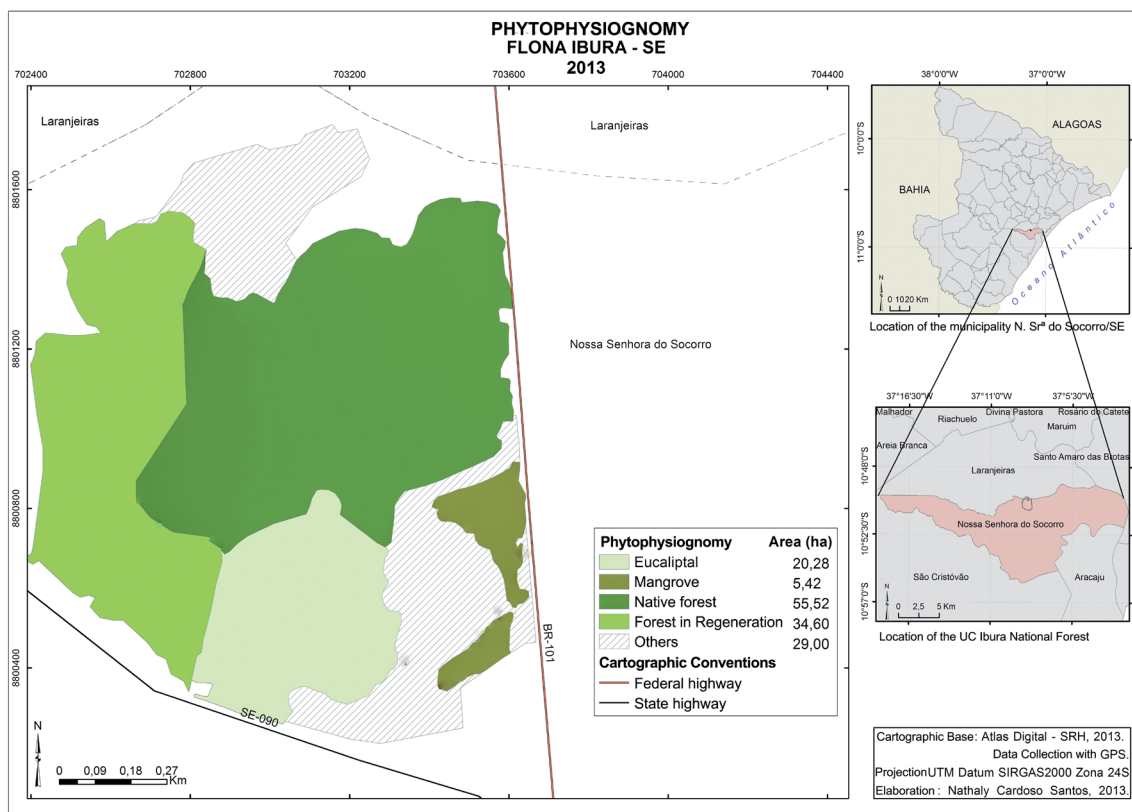 PHYTOPHYSIOGNOMY
FLONA IBURA - SE
2013
702400
702800
703200
703600
704000
704400
8801600
8801200
8800800
8800400
Laranjeiras
Laranjeiras
Nossa Senhora do Socorro
BR-101
SE-090
N
0 0,09 0,18 0,27
Km
Phytophysiognomy Area (ha)
Eucaliptal 20,28
Mangrove 5,42
Native forest 55,52
Forest in Regeneration 34,60
Others 29,00
Cartographic Conventions
Federal highway
State highway
38°0'0"W
37°0'0"W
10°0'0"S
11°0'0"S
ALAGOAS
BAHIA
Oceano Atlântico
N
0 1020 Km
Location of the municipality N. Srª do Socorro/SE
37°16'30"W
37°11'0"W
37°5'30"W
10°48'0"S
10°52'30"S
10°57'0"S
Malhador
Riachuelo
Divina Pastora
Rosário do Catete
Maruim
Areia Branca
Santo Amaro das Brotas
Laranjeiras
Nossa Senhora do Socorro
São Cristóvão
Aracaju
N
0 2,5 5 Km
Location of the UC Ibura National Forest
Cartographic Base: Atlas Digital - SRH, 2013.
Data Collection with GPS.
ProjectionUTM Datum SIRGAS2000 Zona 24S
Elaboration : Nathaly Cardoso Santos, 2013.